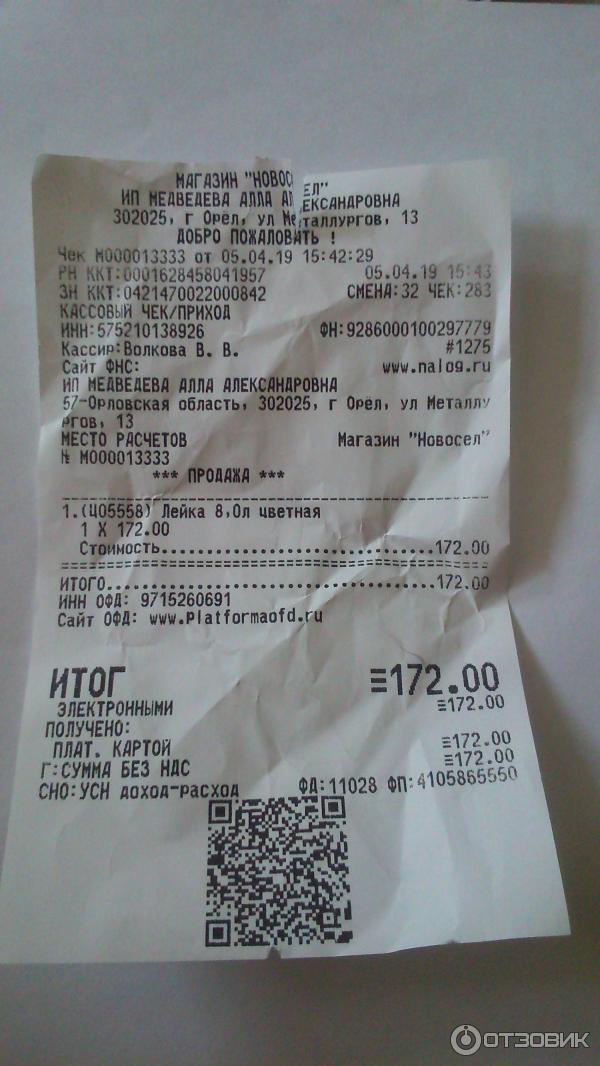 МАГАЗИН "НОВОСЕЛ"
ИП МЕДВЕДЕВА АЛЛА АЛЕКСАНДРОВНА
302025, г Орёл, ул Металлургов, 13
ДОБРО ПОЖАЛОВАТЬ !
Чек М000013333 от 05.04.19 15:42:29
РН ККТ:0001628458041957 05.04.19 15:43
ЗН ККТ:0421470022000842 СМЕНА:32 ЧЕК:283
КАССОВЫЙ ЧЕК/ПРИХОД
ИНН:575210138926 ФН:9286000100297779
Кассир:Волкова В. В. #1275
Сайт ФНС: www.nalog.ru
ИП МЕДВЕДЕВА АЛЛА АЛЕКСАНДРОВНА
57-Орловская область, 302025, г Орёл, ул Металлу
ргов, 13
МЕСТО РАСЧЕТОВ Магазин "Новосел"
№ М000013333
*** ПРОДАЖА ***
1.(Ц05558) Лейка 8,0л цветная
1 X 172.00
Стоимость.................................172.00
ИТОГО.....................................172.00
ИНН ОФД: 9715260691
Сайт ОФД: www.platformaofd.ru
ИТОГ ≡172.00
ЭЛЕКТРОННЫМИ ≡172.00
ПОЛУЧЕНО:
ПЛАТ. КАРТОЙ ≡172.00
Г:СУММА БЕЗ НДС ≡172.00
СНО:УСН доход-расход ФД:11028 ФП:4105865550
ОТЗОВИК